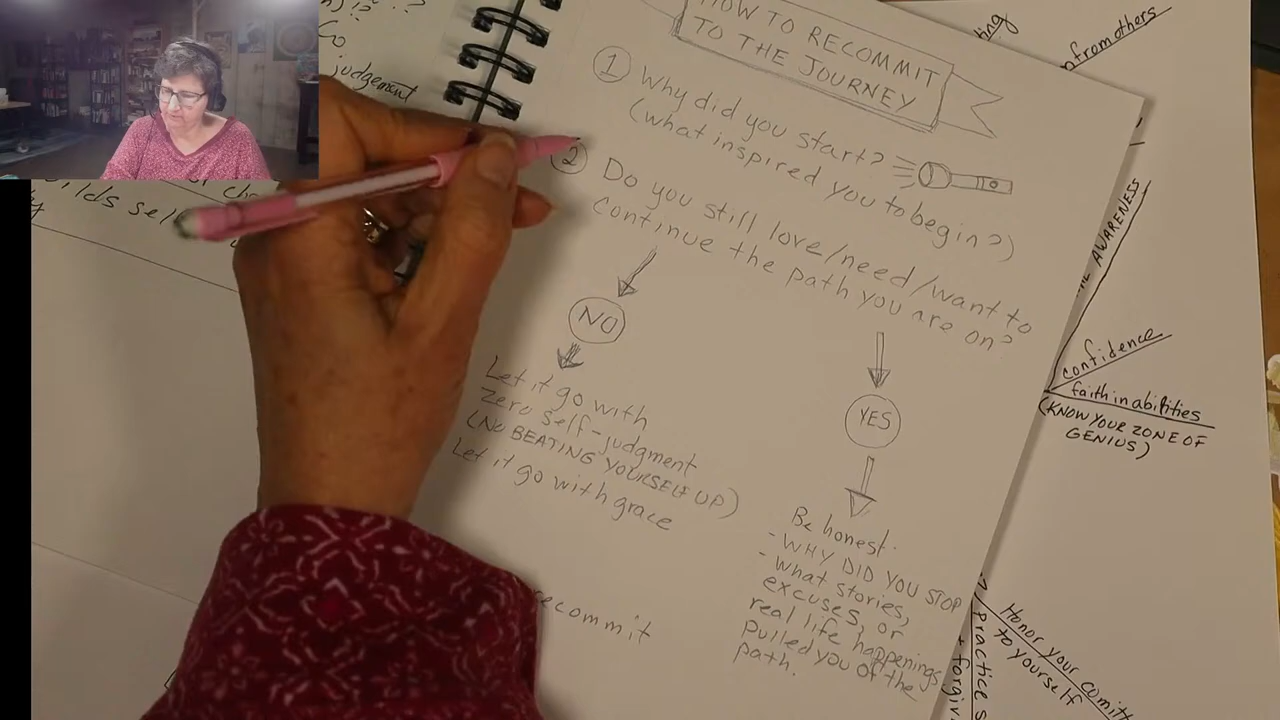 judgement
HOW TO RECOMMIT
TO THE JOURNEY
1 Why did you start?
(what inspired you to begin?)
2 Do you still love/need/want to
continue the path you are on?
NO
Let it go with
Zero self-judgment
(NO BEATING YOURSELF UP)
Let it go with grace
YES
Be honest.
- WHY DID YOU STOP
- What stories,
excuses, or
real life happenings
pulled you of the
path.
recommit
from others
AWARENESS
confidence
faith in abilities
(KNOW YOUR ZONE OF
GENIUS)
Honor your
to yourself
PRACTICE